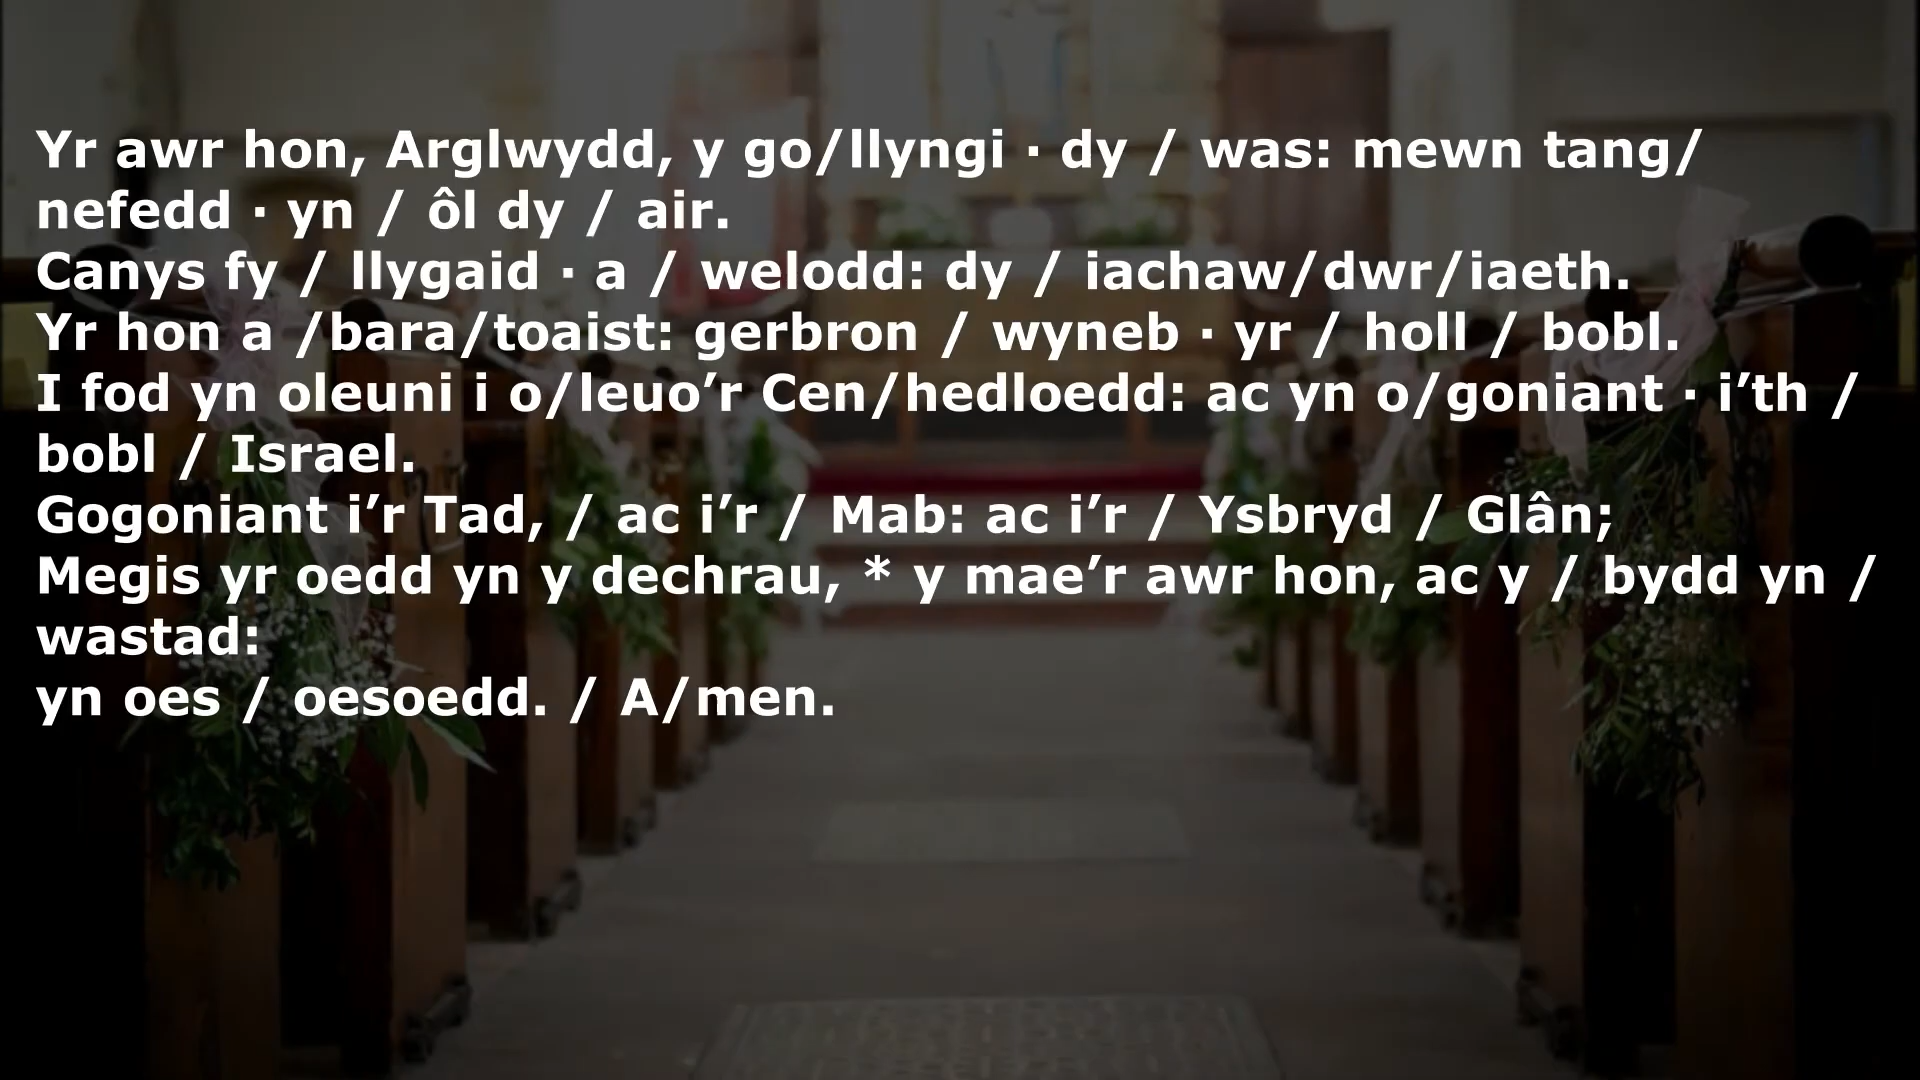 Yr awr hon, Arglwydd, y go/llyngi · dy / was: mewn tang/
nefedd · yn / ôl dy / air.
Canys fy / llygaid · a / welodd: dy / iachaw/dwr/iaeth.
Yr hon a /bara/toaist: gerbron / wyneb · yr / holl / bobl.
I fod yn oleuni i o/leuo’r Cen/hedloedd: ac yn o/goniant · i’th /
bobl / Israel.
Gogoniant i’r Tad, / ac i’r / Mab: ac i’r / Ysbryd / Glân;
Megis yr oedd yn y dechrau, * y mae’r awr hon, ac y / bydd yn /
wastad:
yn oes / oesoedd. / A/men.